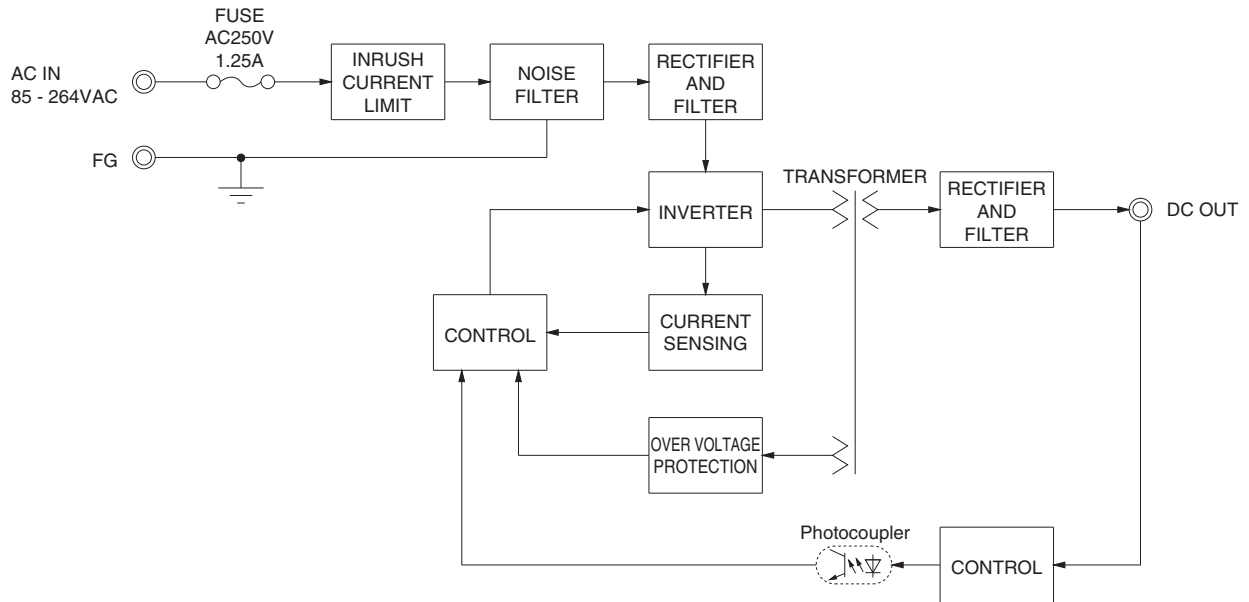 FUSE
AC250V
1.25A
AC IN
85 - 264VAC
INRUSH
CURRENT
LIMIT
NOISE
FILTER
RECTIFIER
AND
FILTER
FG
TRANSFORMER
INVERTER
RECTIFIER
AND
FILTER
DC OUT
CONTROL
CURRENT
SENSING
OVER VOLTAGE
PROTECTION
Photocoupler
CONTROL